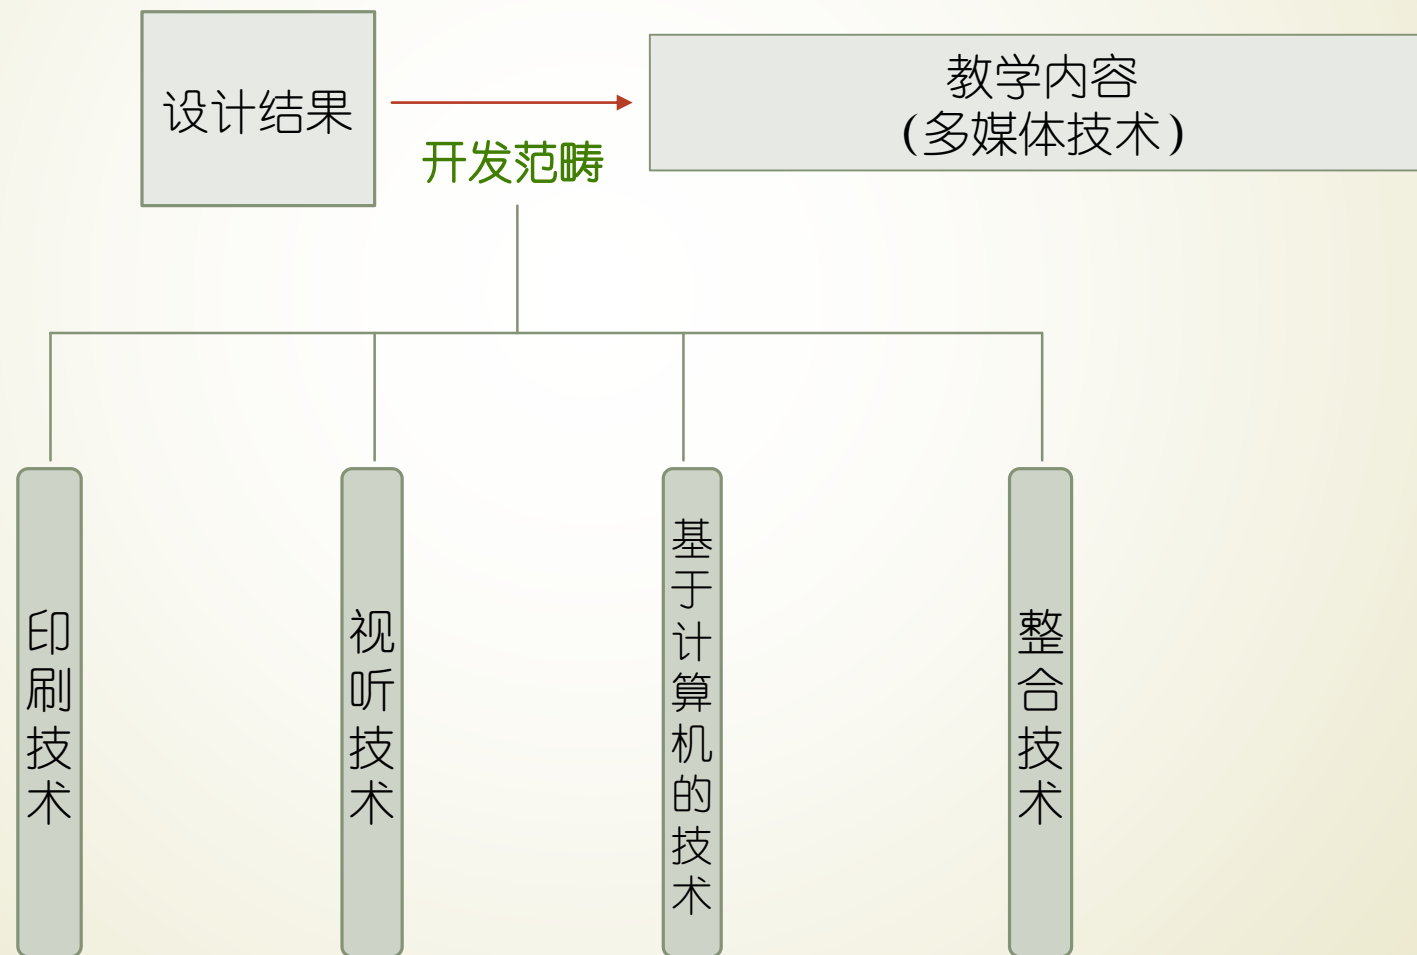 设计结果
教学内容
(多媒体技术)
开发范畴
印刷技术
视听技术
基于计算机的技术
整合技术